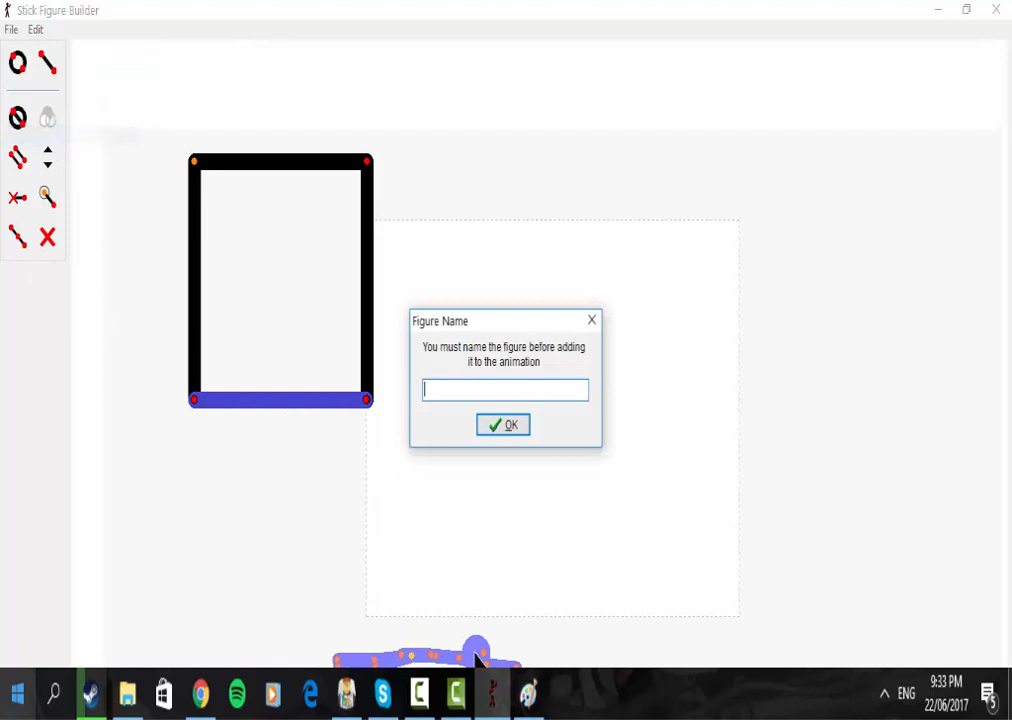 Stick Figure Builder
File Edit
Figure Name
You must name the figure before adding
it to the animation
OK
ENG
9:33 PM
22/06/2017
5